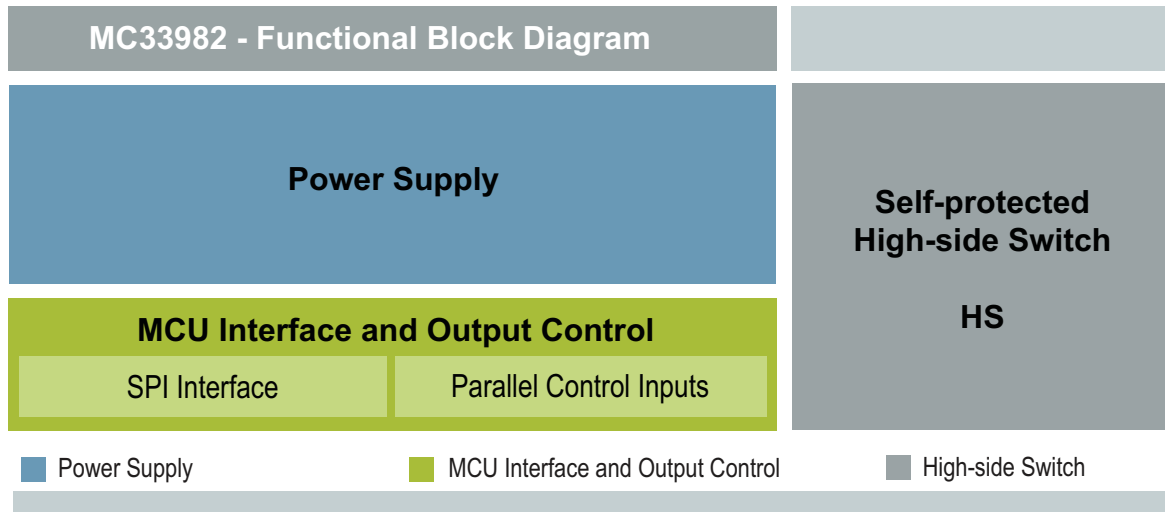 MC33982 - Functional Block Diagram
Power Supply
Self-protected
High-side Switch
HS
MCU Interface and Output Control
SPI Interface
Parallel Control Inputs
Power Supply
MCU Interface and Output Control
High-side Switch